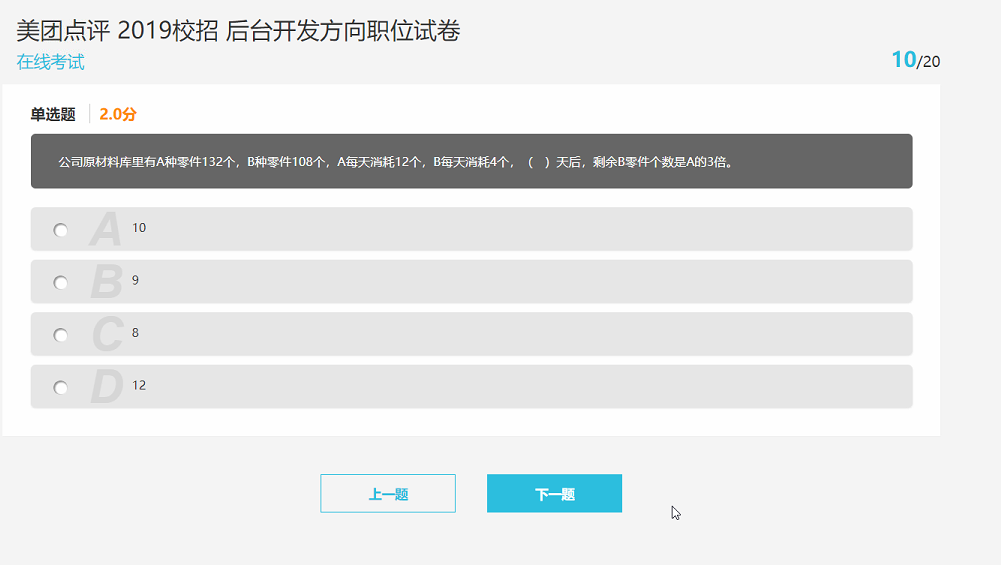 美团点评 2019校招 后台开发方向职位试卷
在线考试
10/20
单选题 2.0分
公司原材料库里有A种零件132个，B种零件108个，A每天消耗12个，B每天消耗4个，（ ）天后，剩余B零件个数是A的3倍。
A 10
B 9
C 8
D 12
上一题 下一题